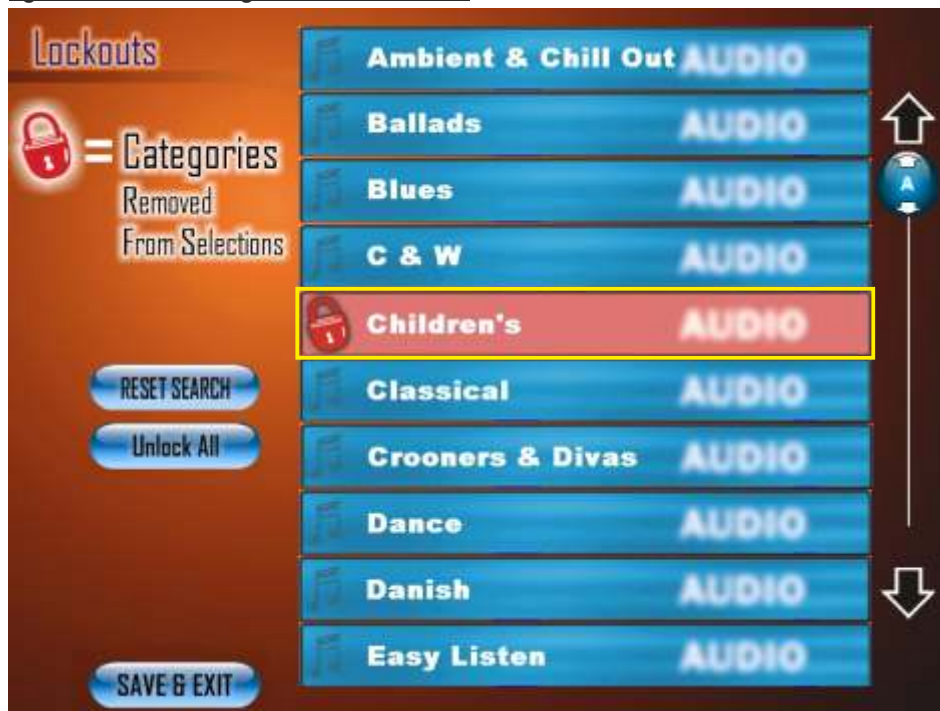 Lockouts
= Categories
Removed
From Selections
RESET SEARCH
Unlock All
SAVE & EXIT
Ambient & Chill Out AUDIO
Ballads AUDIO
Blues AUDIO
C & W AUDIO
Children's AUDIO
Classical AUDIO
Crooners & Divas AUDIO
Dance AUDIO
Danish AUDIO
Easy Listen AUDIO
A